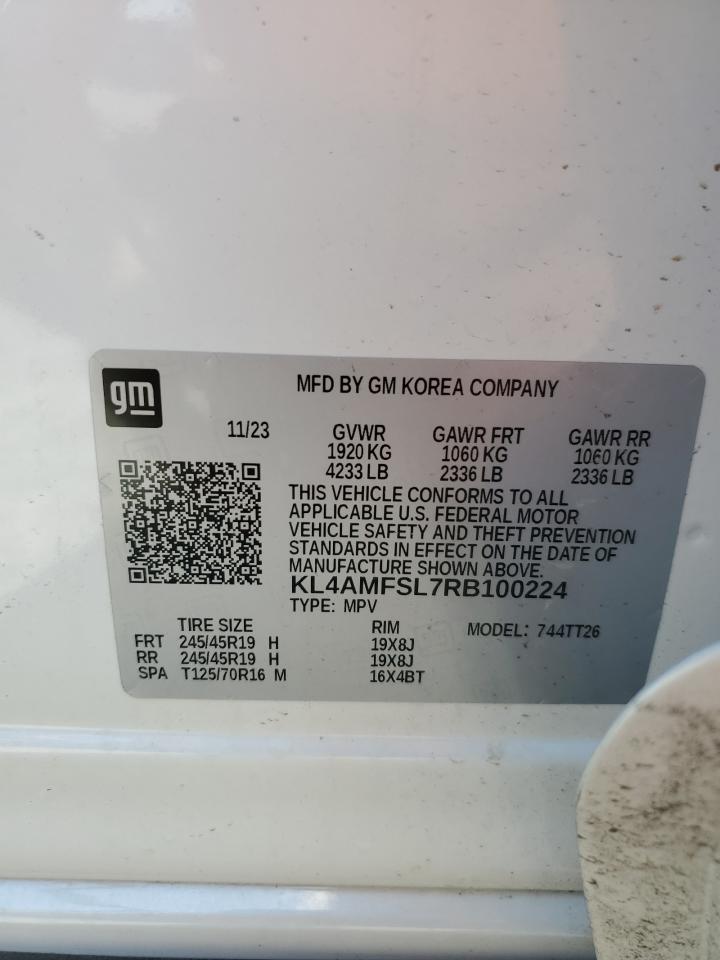 gm
MFD BY GM KOREA COMPANY
11/23
GVWR GAWR FRT GAWR RR
1920 KG 1060 KG 1060 KG
4233 LB 2336 LB 2336 LB
THIS VEHICLE CONFORMS TO ALL
APPLICABLE U.S. FEDERAL MOTOR
VEHICLE SAFETY AND THEFT PREVENTION
STANDARDS IN EFFECT ON THE DATE OF
MANUFACTURE SHOWN ABOVE.
KL4AMFSL7RB100224
TYPE: MPV
TIRE SIZE RIM MODEL: 744TT26
FRT 245/45R19 H 19X8J
RR 245/45R19 H 19X8J
SPA T125/70R16 M 16X4BT